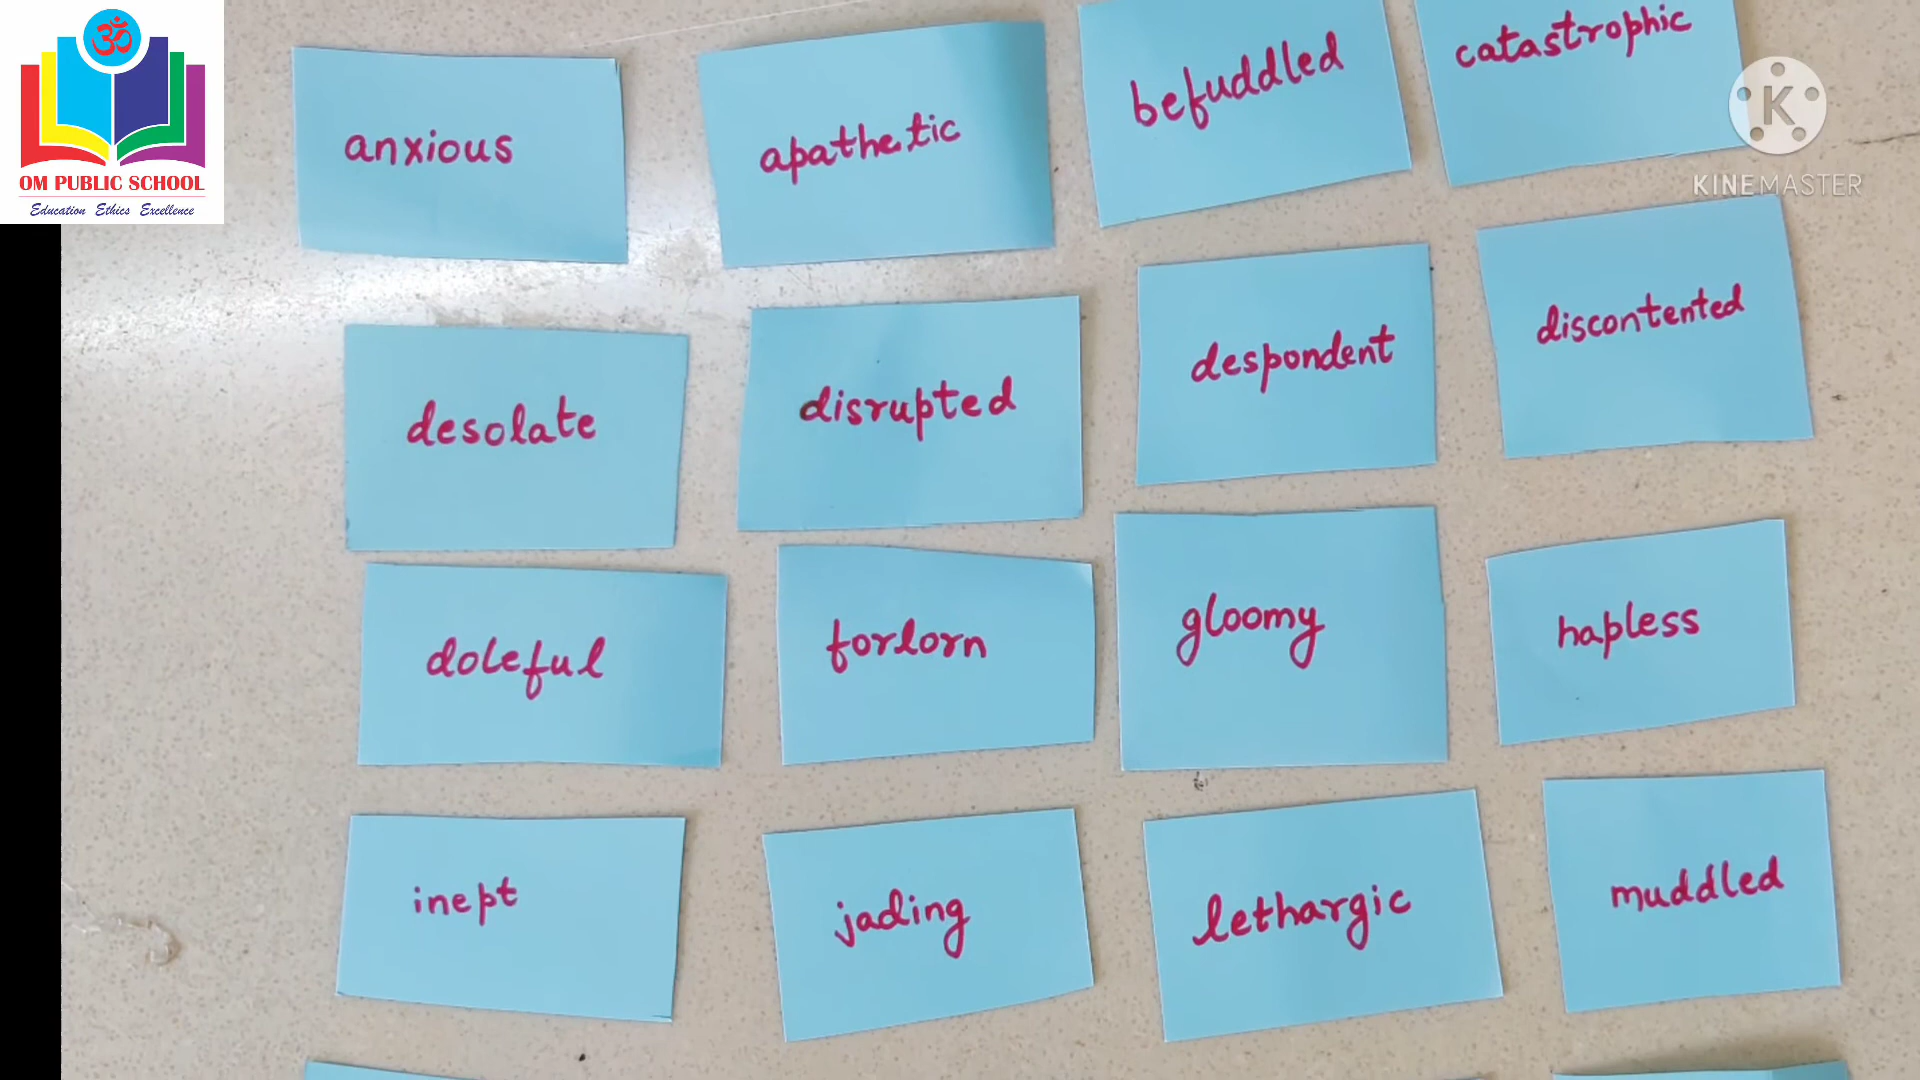 ॐ
OM PUBLIC SCHOOL
Education Ethics Excellence
K
KINEMASTER
anxious
apathetic
befuddled
catastrophic
desolate
disrupted
despondent
discontented
doleful
forlorn
gloomy
hapless
inept
jading
lethargic
muddled